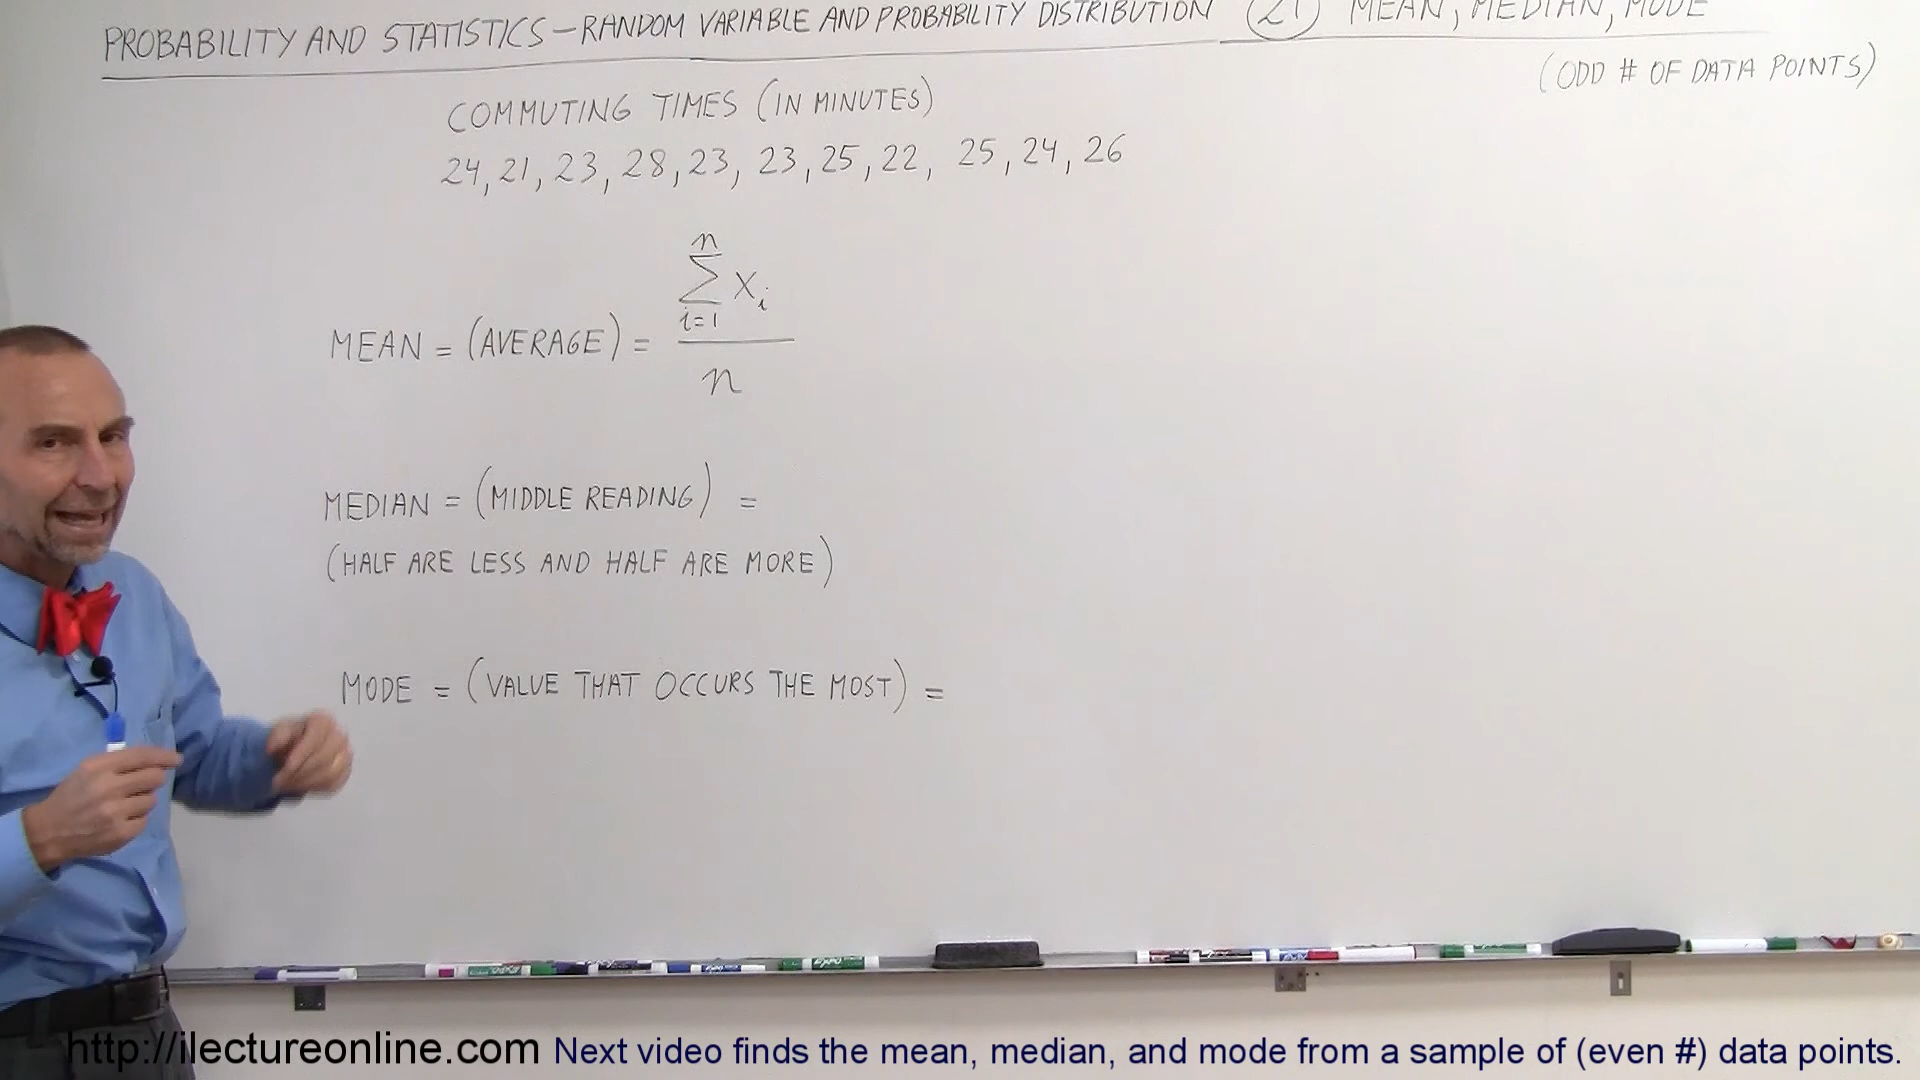 PROBABILITY AND STATISTICS – RANDOM VARIABLE AND PROBABILITY DISTRIBUTION (21) MEAN, MEDIAN, MODE
(ODD # OF DATA POINTS)
COMMUTING TIMES (IN MINUTES)
24, 21, 23, 28, 23, 23, 25, 22, 25, 24, 26
n
Σ xi
i=1
MEAN = (AVERAGE) =
n
MEDIAN = (MIDDLE READING) =
(HALF ARE LESS AND HALF ARE MORE)
MODE = (VALUE THAT OCCURS THE MOST) =
http://ilectureonline.com Next video finds the mean, median, and mode from a sample of (even #) data points.